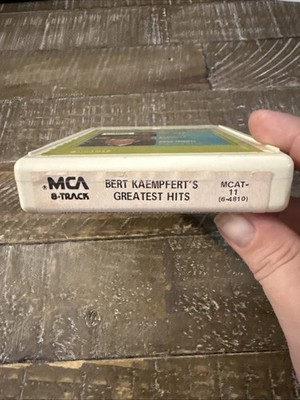 MCA
8-TRACK
BERT KAEMPFERT'S
GREATEST HITS
MCAT-
11
(6-4810)